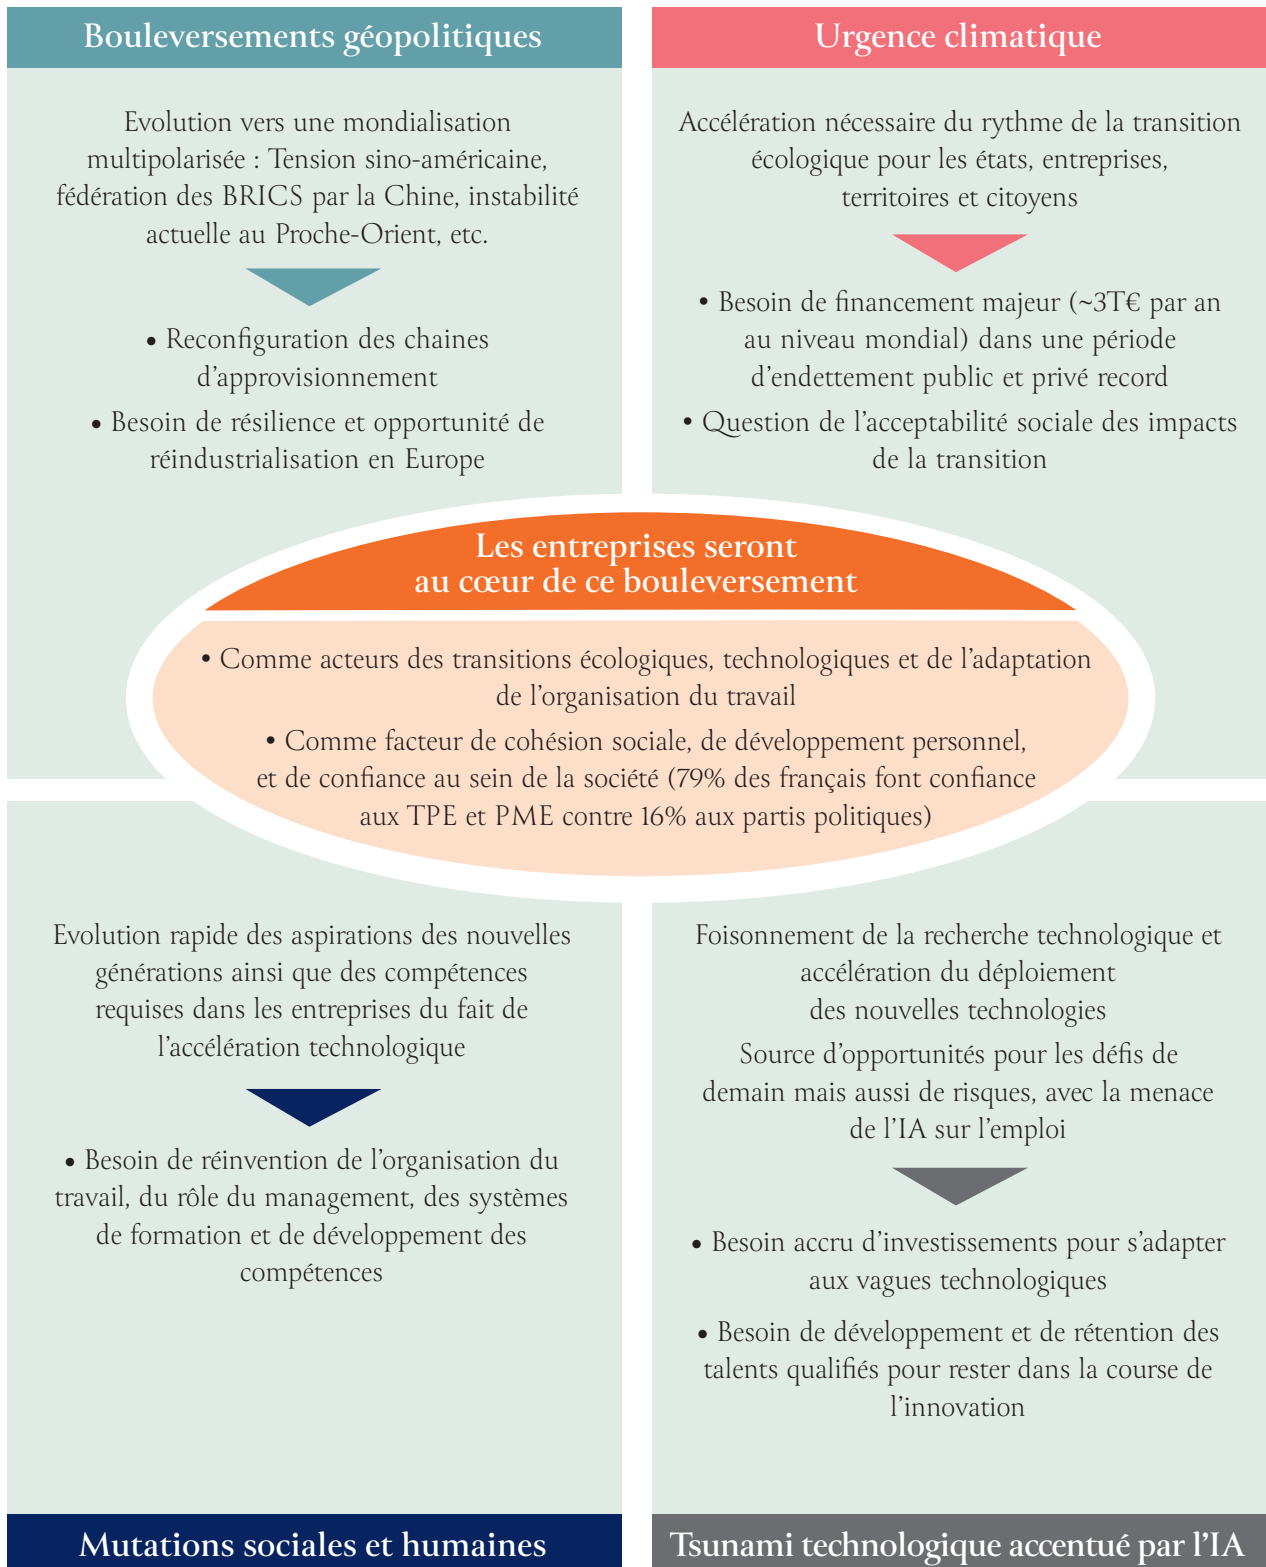 Bouleversements géopolitiques
Evolution vers une mondialisation
multipolarisée : Tension sino-américaine,
fédération des BRICS par la Chine, instabilité
actuelle au Proche-Orient, etc.
• Reconfiguration des chaines
d'approvisionnement
• Besoin de résilience et opportunité de
réindustrialisation en Europe
Urgence climatique
Accélération nécessaire du rythme de la transition
écologique pour les états, entreprises,
territoires et citoyens
• Besoin de financement majeur (~3T€ par an
au niveau mondial) dans une période
d'endettement public et privé record
• Question de l'acceptabilité sociale des impacts
de la transition
Les entreprises seront
au cœur de ce bouleversement
• Comme acteurs des transitions écologiques, technologiques et de l'adaptation
de l'organisation du travail
• Comme facteur de cohésion sociale, de développement personnel,
et de confiance au sein de la société (79% des français font confiance
aux TPE et PME contre 16% aux partis politiques)
Evolution rapide des aspirations des nouvelles
générations ainsi que des compétences
requises dans les entreprises du fait de
l'accélération technologique
• Besoin de réinvention de l'organisation du
travail, du rôle du management, des systèmes
de formation et de développement des
compétences
Mutations sociales et humaines
Foisonnement de la recherche technologique et
accélération du déploiement
des nouvelles technologies
Source d'opportunités pour les défis de
demain mais aussi de risques, avec la menace
de l'IA sur l'emploi
• Besoin accru d'investissements pour s'adapter
aux vagues technologiques
• Besoin de développement et de rétention des
talents qualifiés pour rester dans la course de
l'innovation
Tsunami technologique accentué par l'IA